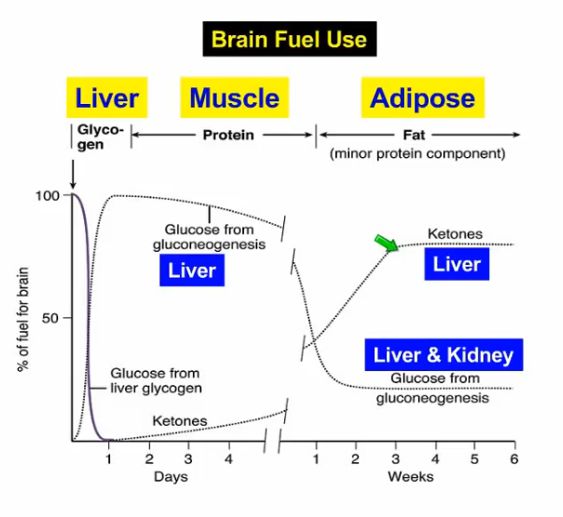 Brain Fuel Use
Liver
Muscle
Adipose
Glyco-
gen
Protein
Fat
(minor protein component)
100
50
% of fuel for brain
Glucose from
gluconeogenesis
Liver
Ketones
Liver
Liver & Kidney
Glucose from
gluconeogenesis
Glucose from
liver glycogen
Ketones
1 2 3 4
Days
1 2 3 4 5 6
Weeks